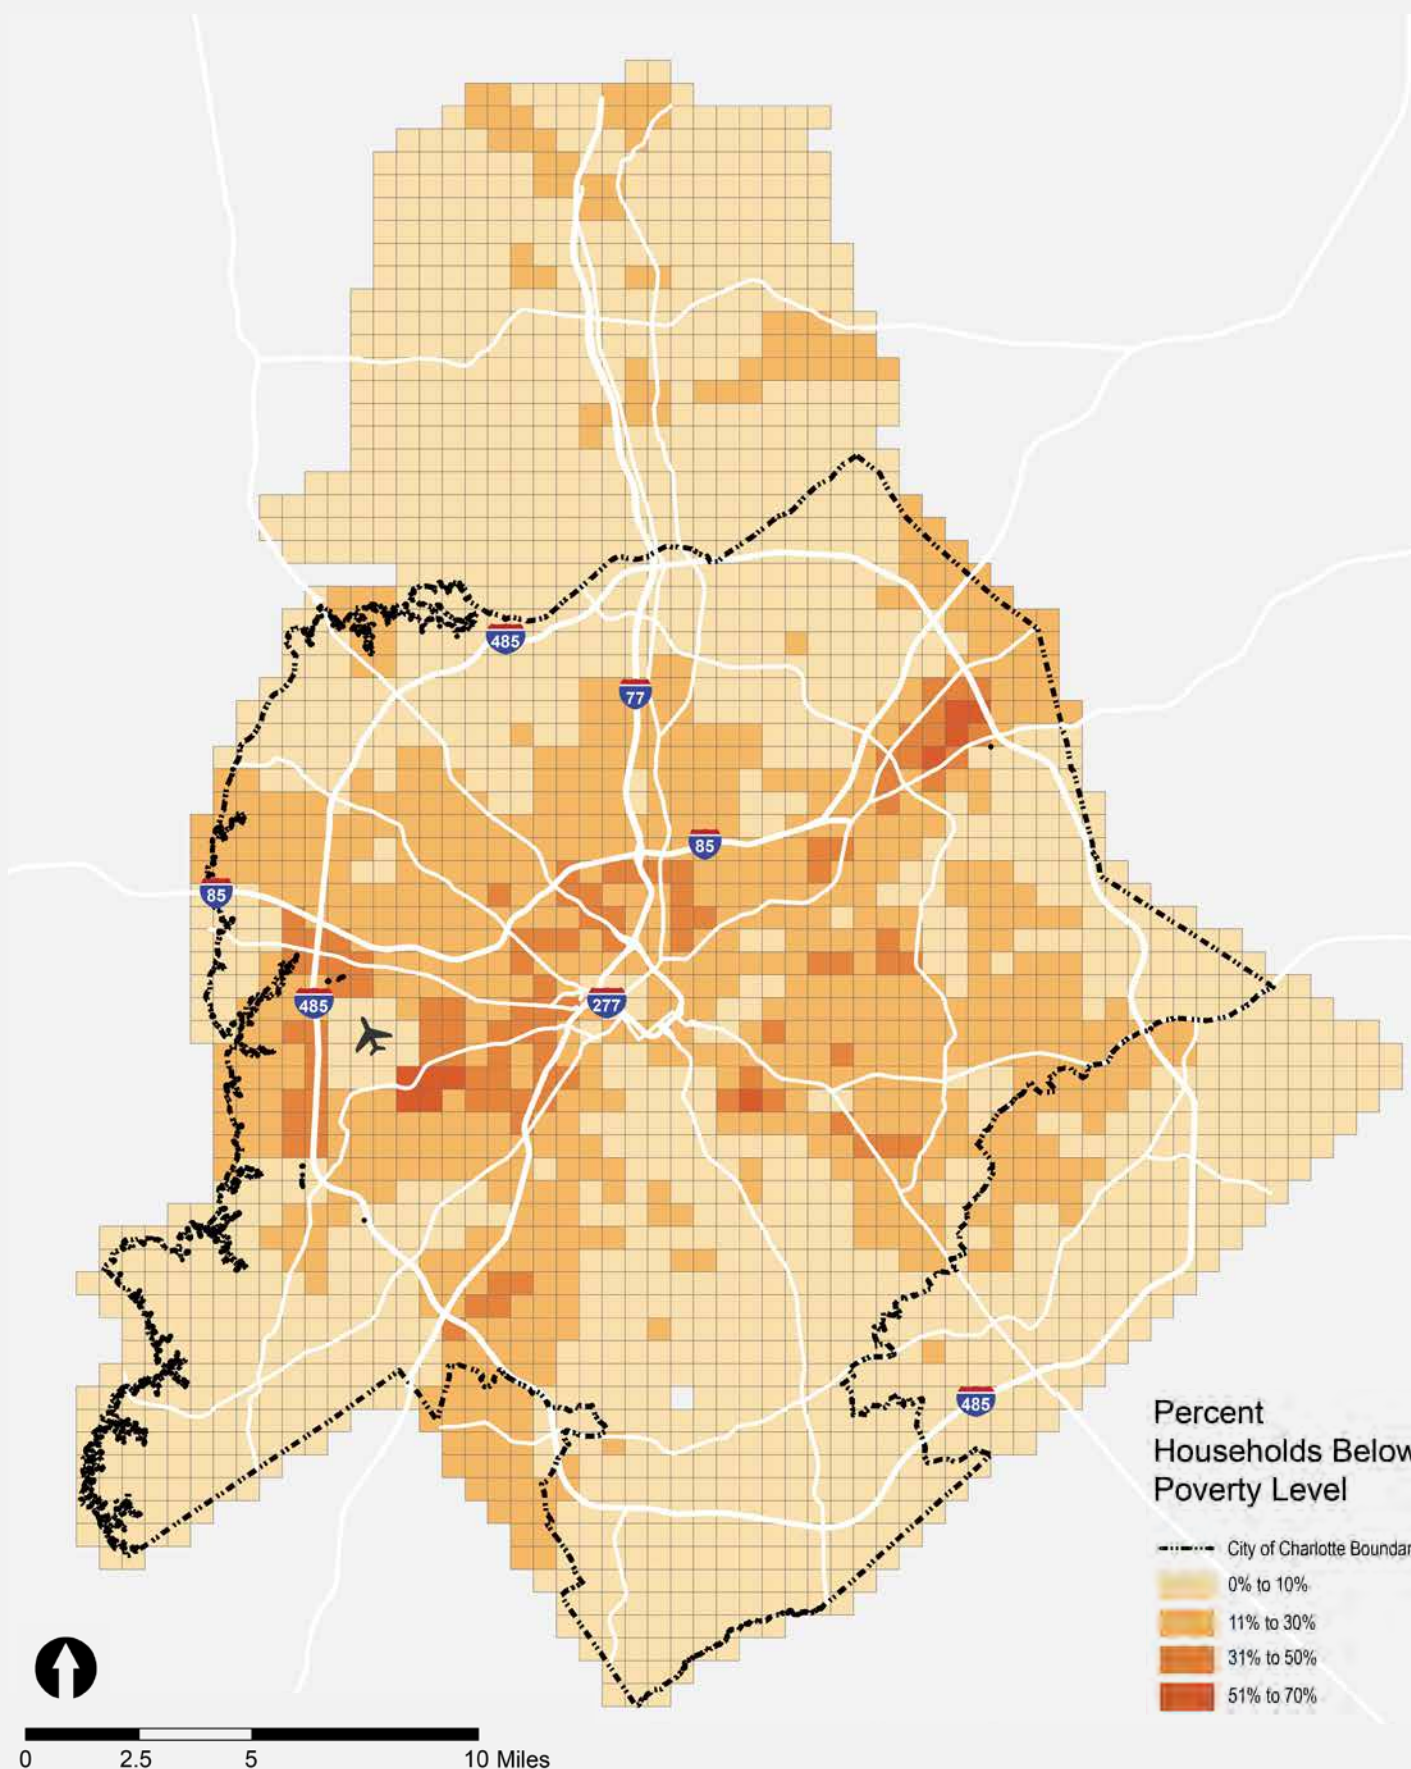 485
77
85
85
485
277
485
Percent
Households Below
Poverty Level
City of Charlotte Boundar
0% to 10%
11% to 30%
31% to 50%
51% to 70%
0 2.5 5 10 Miles